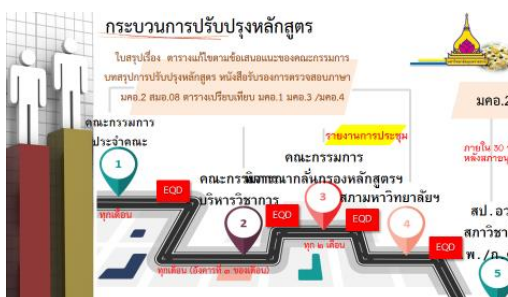 กระบวนการปรับปรุงหลักสูตร
ใบสรุปเรื่อง ตารางแก้ไขตามข้อเสนอแนะของคณะกรรมการ
บทสรุปการปรับปรุงหลักสูตร หนังสือรับรองการตรวจสอบภาษา
มคอ.2 สมอ.08 ตารางเปรียบเทียบ มคอ.1 มคอ.3 /มคอ.4
มคอ.2
คณะกรรมการ
ประจำคณะ
รายงานการประชุม
ภายใน 30
คณะกรรมการ
พิจารณากลั่นกรองหลักสูตรฯ
คณะกรรมการ
บริหารวิชาการ
สภามหาวิทยาลัยฯ
1
EQD
ทุกเดือน
2
EQD
3
EQD
4
EQD
ทุก ๒ เดือน
ทุกเดือน (อังคารที่ ๓ ของเดือน)
สป.อว
สภาวิชา
พ./ก.
5